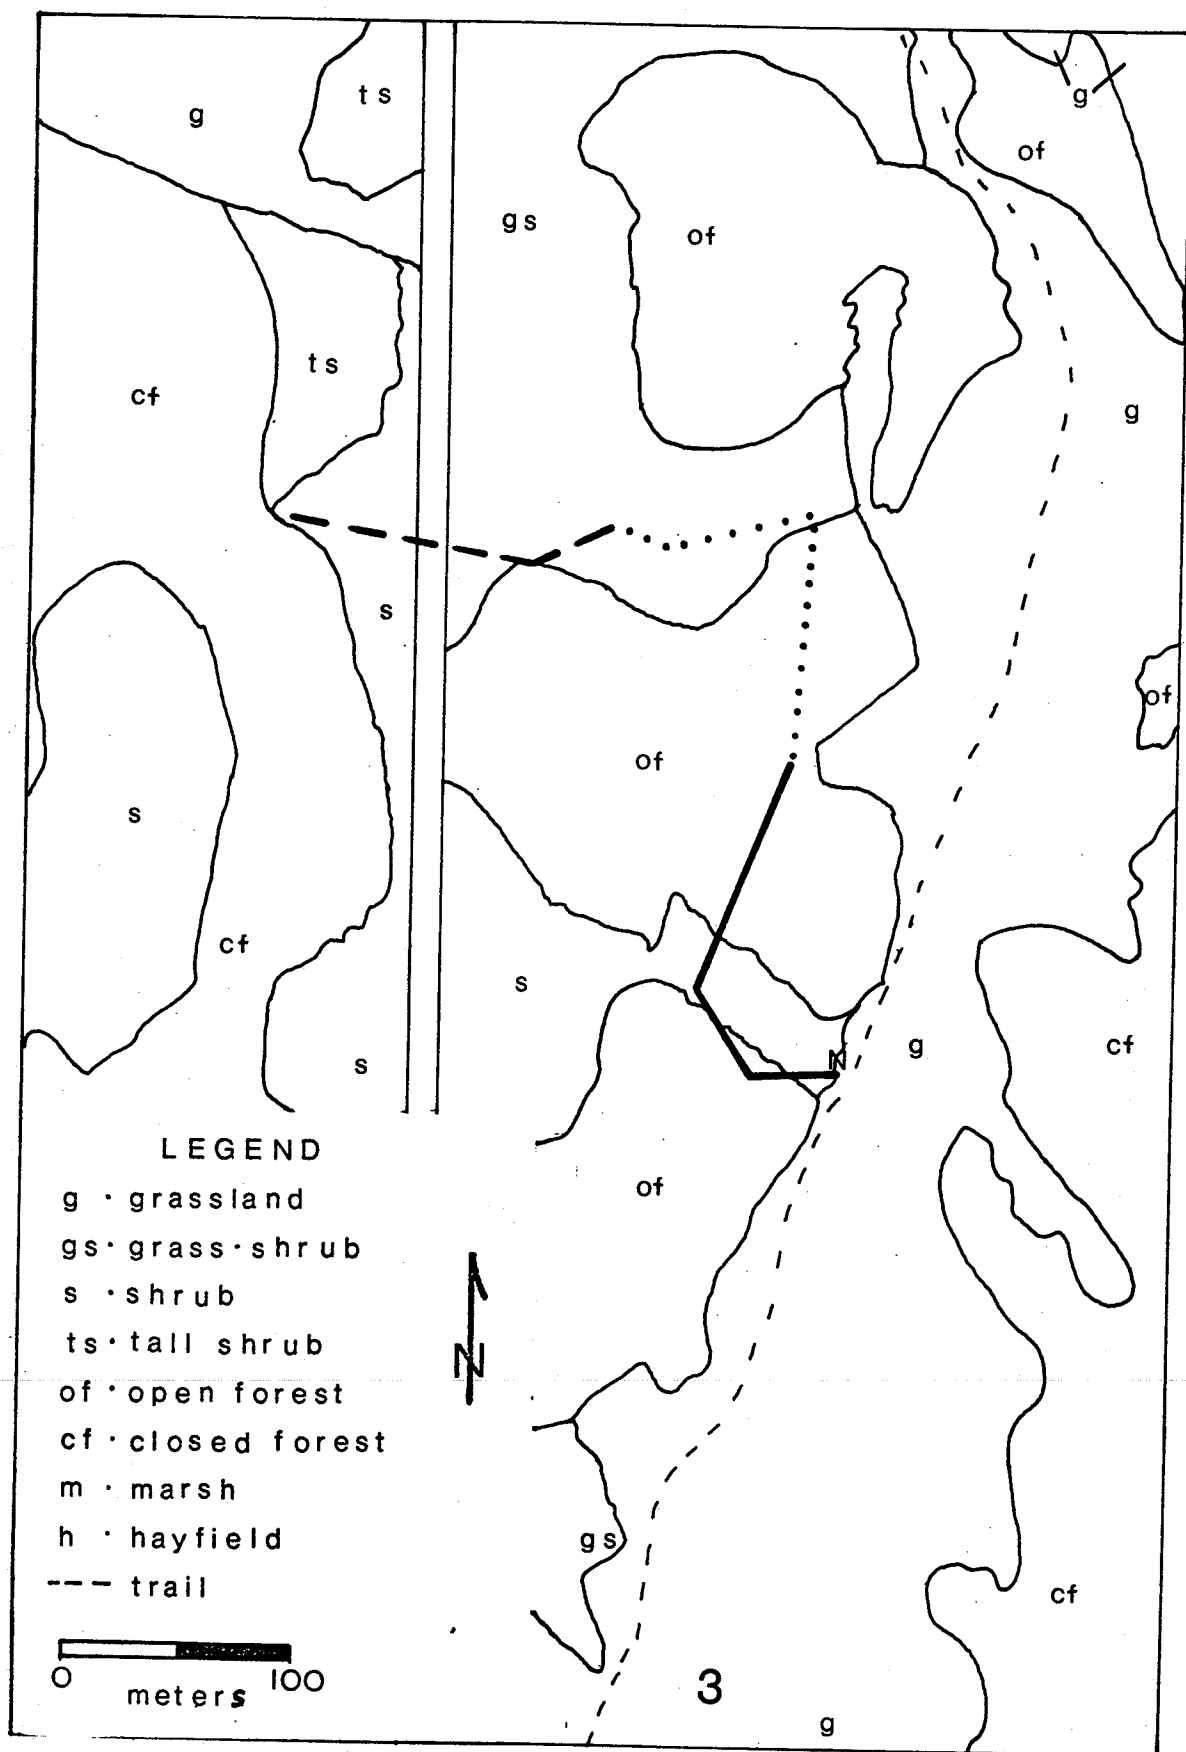 g
ts
g
of
gs
of
ts
cf
g
s
of
of
s
cf
s
g
cf
s
N
LEGEND
g · grassland
gs · grass · shrub
s · shrub
ts · tall shrub
of · open forest
cf · closed forest
m · marsh
h · hayfield
--- trail
of
N
gs
cf
0 100
meters
3
g